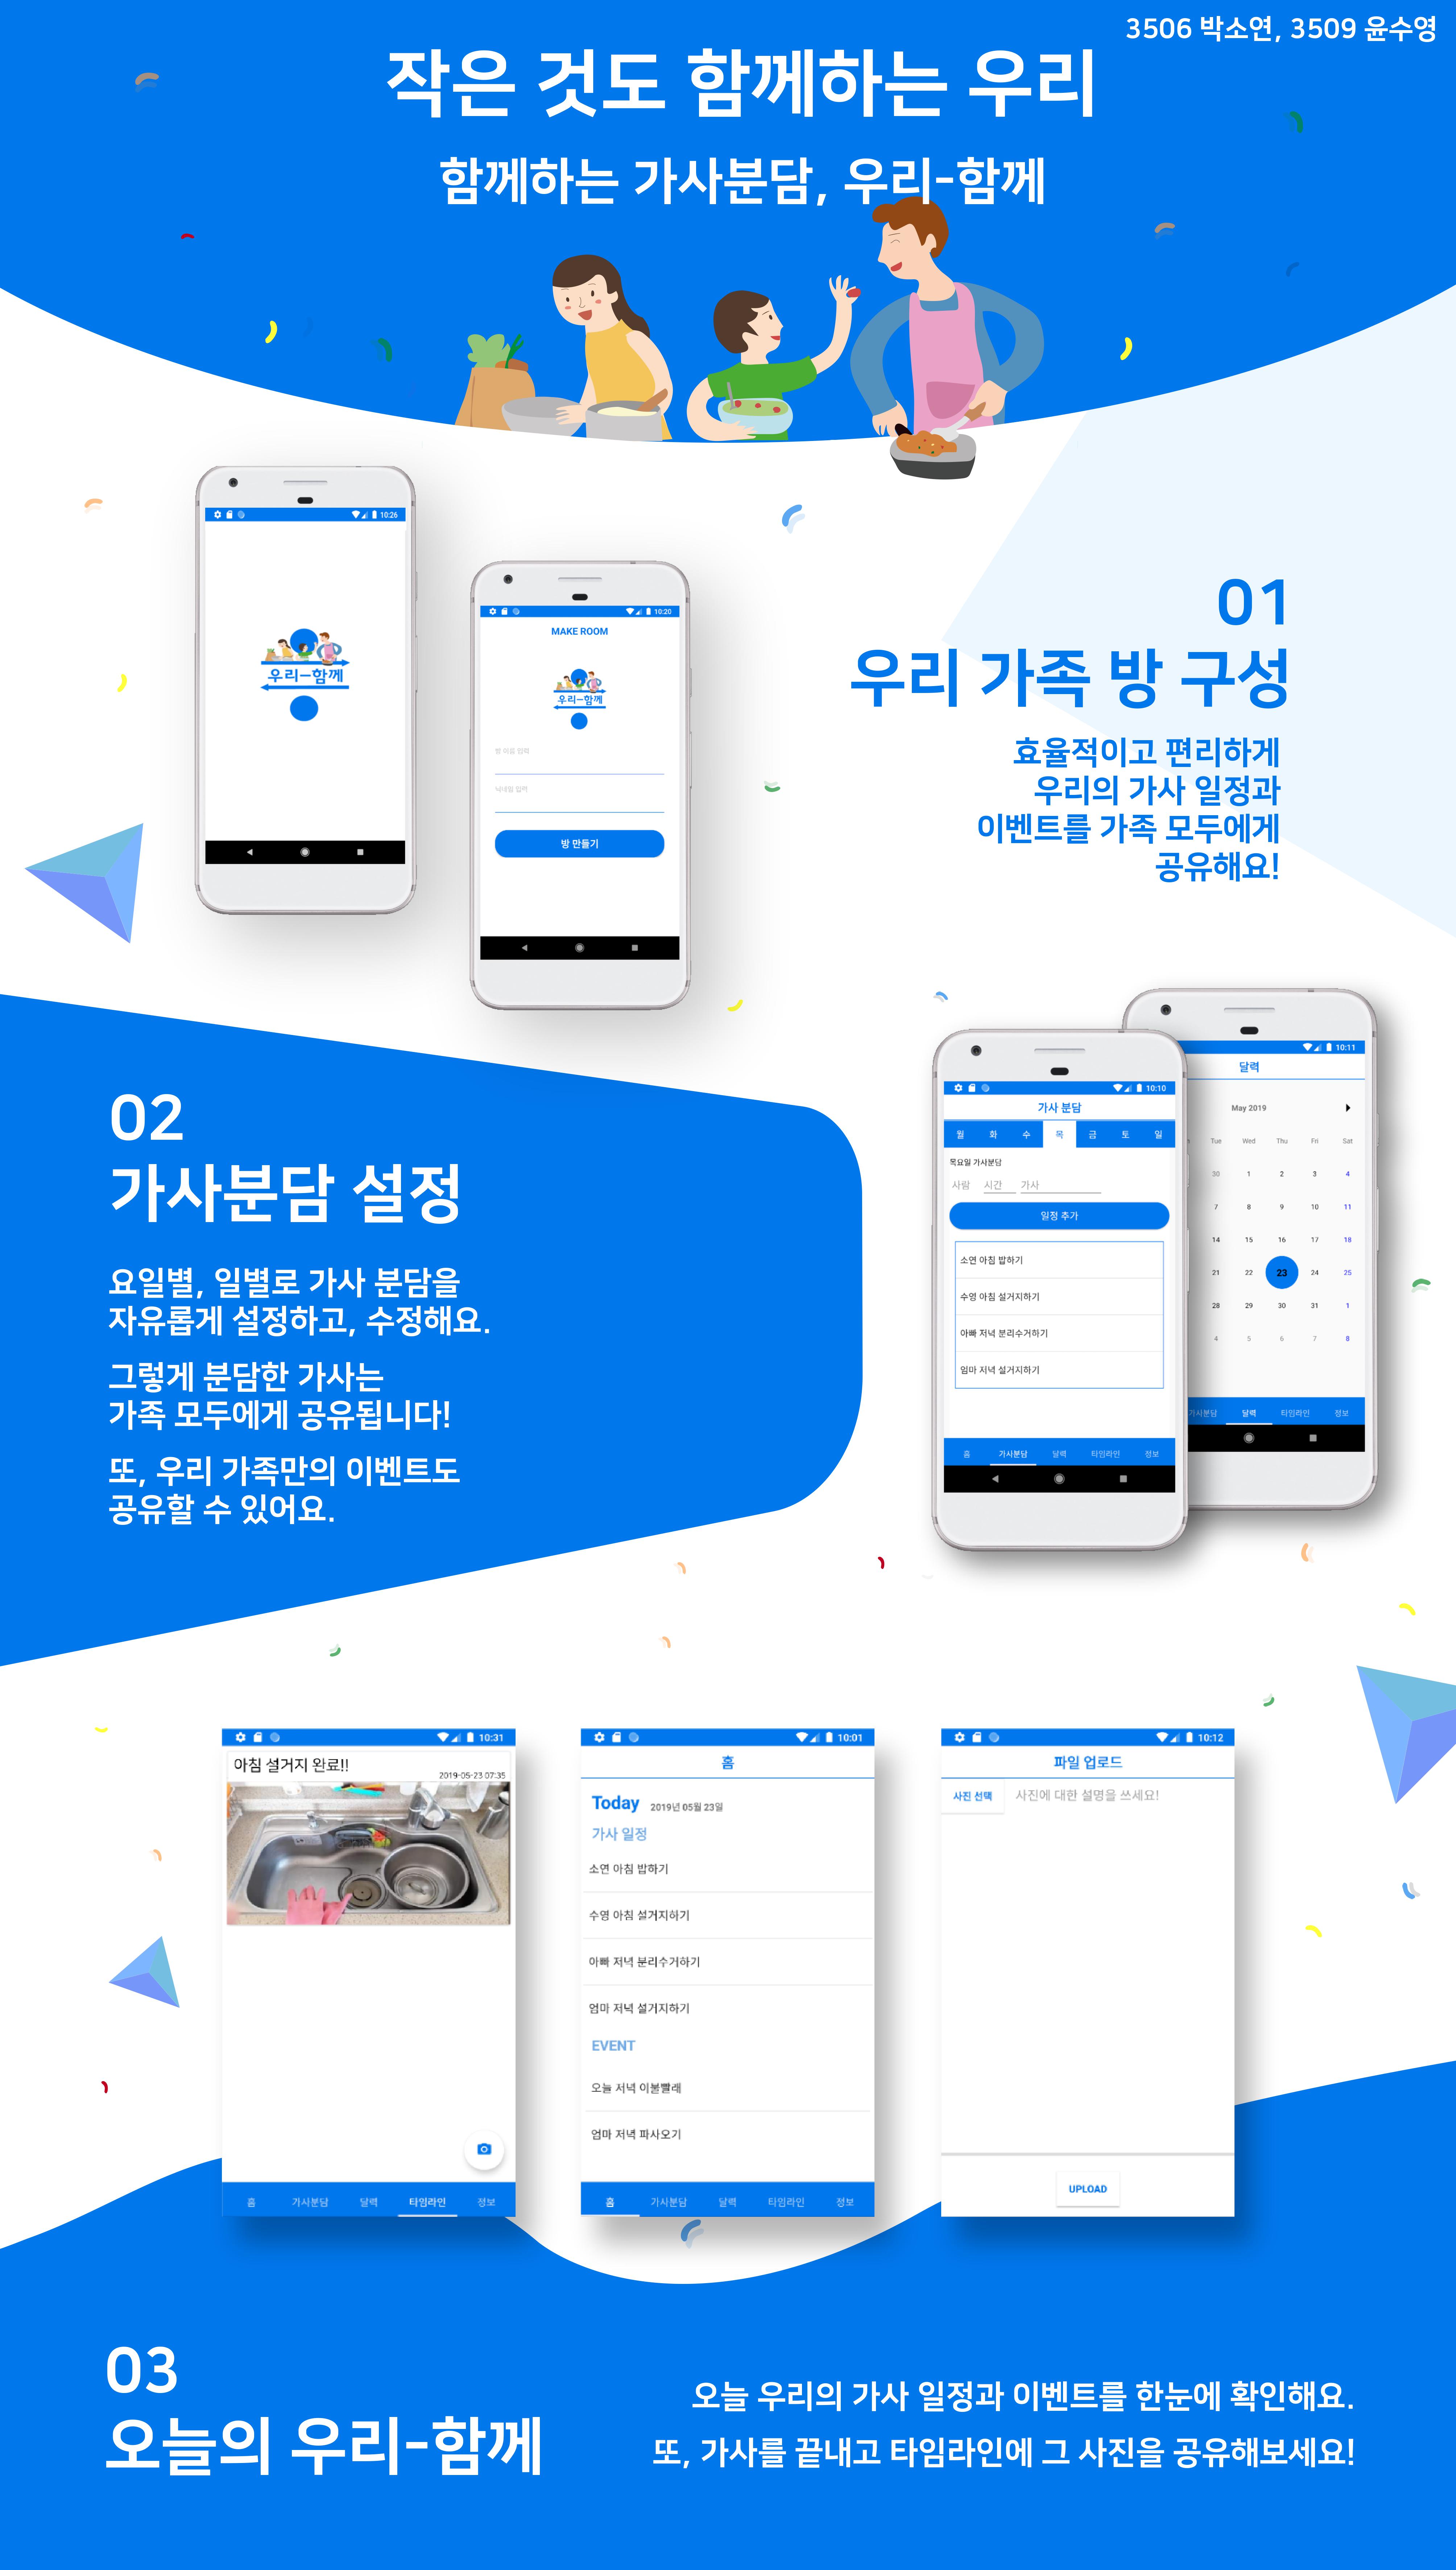 3506 박소연, 3509 윤수영
작은 것도 함께하는 우리
함께하는 가사분담, 우리-함께
10:26
우리-함께
10:20
MAKE ROOM
우리-함께
방 이름 입력
닉네임 입력
방 만들기
01
우리 가족 방 구성
효율적이고 편리하게
우리의 가사 일정과
이벤트를 가족 모두에게
공유해요!
02
가사분담 설정
요일별, 일별로 가사 분담을
자유롭게 설정하고, 수정해요.
그렇게 분담한 가사는
가족 모두에게 공유됩니다!
또, 우리 가족만의 이벤트도
공유할 수 있어요.
10:10
가사 분담
월 화 수 목 금 토 일
목요일 가사분담
사람 시간 가사
일정 추가
소연 아침 밥하기
수영 아침 설거지하기
아빠 저녁 분리수거하기
엄마 저녁 설거지하기
홈 가사분담 달력 타임라인 정보
10:11
달력
May 2019
Tue Wed Thu Fri Sat
30 1 2 3 4
7 8 9 10 11
14 15 16 17 18
21 22 23 24 25
28 29 30 31 1
4 5 6 7 8
가사분담 달력 타임라인 정보
10:31
아침 설거지 완료!!
2019-05-23 07:35
홈 가사분담 달력 타임라인 정보
10:01
홈
Today 2019년 05월 23일
가사 일정
소연 아침 밥하기
수영 아침 설거지하기
아빠 저녁 분리수거하기
엄마 저녁 설거지하기
EVENT
오늘 저녁 이불빨래
엄마 저녁 파사오기
홈 가사분담 달력 타임라인 정보
10:12
파일 업로드
사진 선택 사진에 대한 설명을 쓰세요!
UPLOAD
03
오늘의 우리-함께
오늘 우리의 가사 일정과 이벤트를 한눈에 확인해요.
또, 가사를 끝내고 타임라인에 그 사진을 공유해보세요!